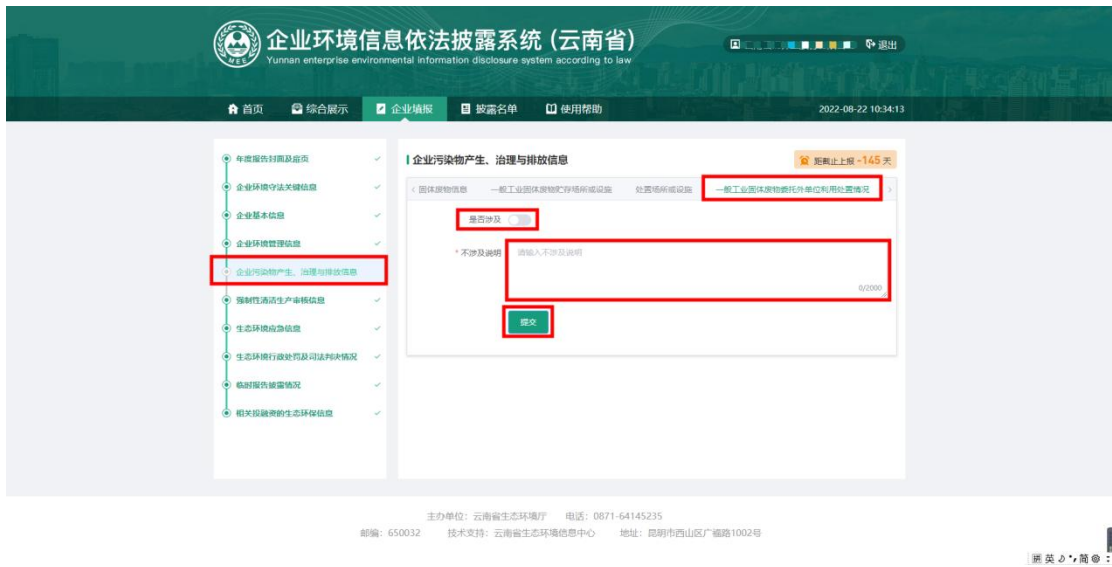 企业环境信息依法披露系统 (云南省)
Yunnan enterprise environmental information disclosure system according to law
MEE
退出
首页 综合展示 企业填报 披露名单 使用帮助 2022-08-22 10:34:13
年度报告封面及扉页
企业环境守法关键信息
企业基本信息
企业环境管理信息
企业污染物产生、治理与排放信息
强制性清洁生产审核信息
生态环境应急信息
生态环境行政处罚及司法判决情况
临时报告披露情况
相关投融资的生态环保信息
企业污染物产生、治理与排放信息 距截止上报 -145 天
固体废物信息 一般工业固体废物贮存场所或设施 处置场所或设施 一般工业固体废物委托外单位利用处置情况
是否涉及
* 不涉及说明 请输入不涉及说明
0/2000
提交
主办单位：云南省生态环境厅 电话：0871-64145235
邮编：650032 技术支持：云南省生态环境信息中心 地址：昆明市西山区广福路1002号
英 简